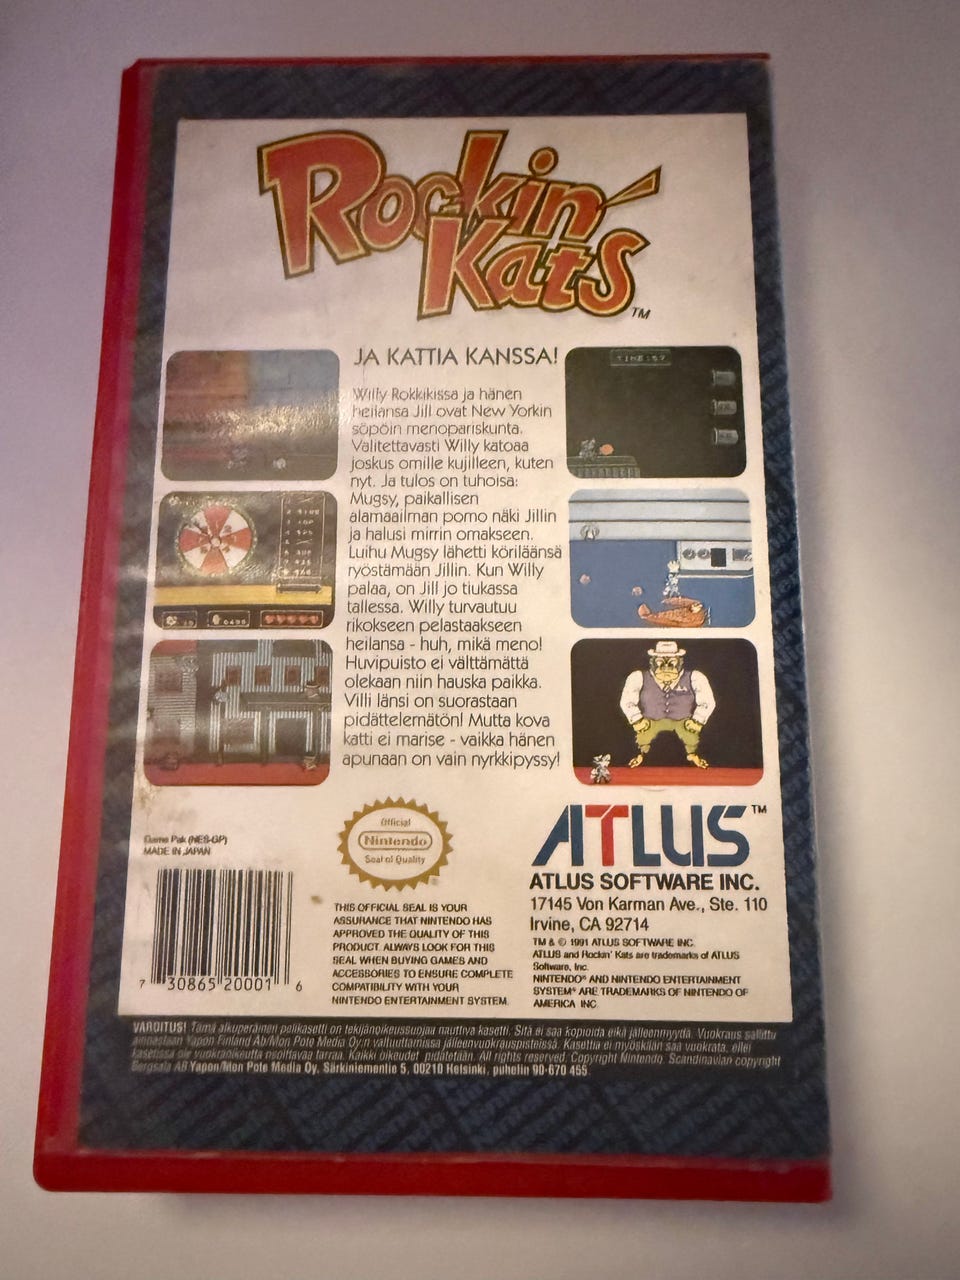 Rockin'
Kats
TM
JA KATTIA KANSSA!
Willy Rokkikissa ja hänen
heilansa Jill ovat New Yorkin
söpöin menopariskunta.
Valitettavasti Willy katoaa
joskus omille kujilleen, kuten
nyt. Ja tulos on tuhoisa:
Mugsy, paikallisen
alamaailman pomo näki Jillin
ja halusi mirrin omakseen.
Luihu Mugsy lähetti köriläänsä
ryöstämään Jillin. Kun Willy
palaa, on Jill jo tiukassa
tallessa. Willy turvautuu
rikokseen pelastaakseen
heilansa - huh, mikä meno!
Huvipuisto ei välttämättä
olekaan niin hauska paikka.
Villi länsi on suorastaan
pidättelemätön! Mutta kova
katti ei marise - vaikka hänen
apunaan on vain nyrkkipyssy!
Game Pak (NES-GP)
MADE IN JAPAN
7 30865 20001 6
Official
Nintendo
Seal of Quality
THIS OFFICIAL SEAL IS YOUR
ASSURANCE THAT NINTENDO HAS
APPROVED THE QUALITY OF THIS
PRODUCT. ALWAYS LOOK FOR THIS
SEAL WHEN BUYING GAMES AND
ACCESSORIES TO ENSURE COMPLETE
COMPATIBILITY WITH YOUR
NINTENDO ENTERTAINMENT SYSTEM.
ATLUS™
ATLUS SOFTWARE INC.
17145 Von Karman Ave., Ste. 110
Irvine, CA 92714
TM & © 1991 ATLUS SOFTWARE INC.
ATLUS and Rockin' Kats are trademarks of ATLUS
Software, Inc.
NINTENDO® AND NINTENDO ENTERTAINMENT
SYSTEM® ARE TRADEMARKS OF NINTENDO OF
AMERICA INC.
VAROITUS! Tämä alkuperäinen pelikasetti on tekijänoikeussuojaa nauttiva kasetti. Sitä ei saa kopioida eikä jälleenmyydä. Vuokraus sallittu
ainoastaan Yapon Finland Ab/Mon Pote Media Oy:n valtuuttamissa jälleenvuokrauspisteissä. Kasettia ei myöskään saa vuokrata, ellei
kasetissa ole vuokranoikeutta osoittavaa tarraa. Kaikki oikeudet pidätetään. All rights reserved. Copyright Nintendo. Scandinavian copyright
Bergsala AB Yapon/Mon Pote Media Oy, Särkiniementie 5, 00210 Helsinki, puhelin 90-670 455.